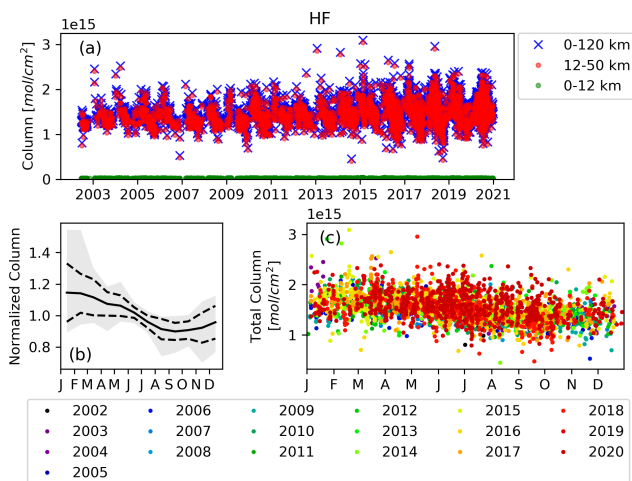 HF
1e15
(a)
Column [mol/cm²]
3
2
1
0
2003 2005 2007 2009 2011 2013 2015 2017 2019 2021
0-120 km
12-50 km
0-12 km
(b)
Normalized Column
1.4
1.2
1.0
0.8
J F M A M J J A S O N D
1e15
(c)
Total Column
[mol/cm²]
3
2
1
J F M A M J J A S O N D
2002 2006 2009 2012 2015 2018
2003 2007 2010 2013 2016 2019
2004 2008 2011 2014 2017 2020
2005